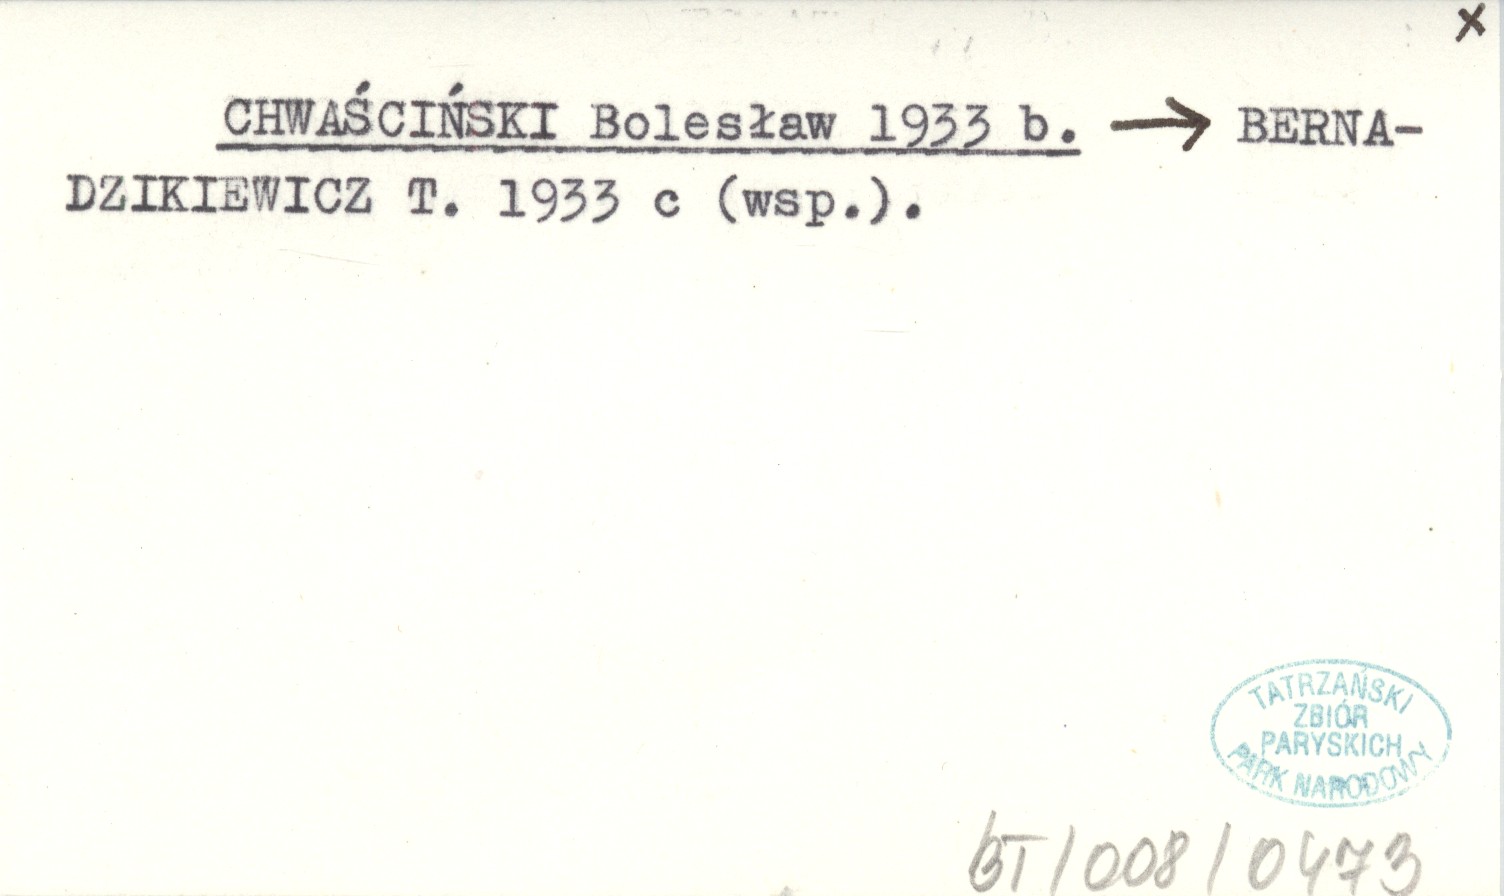 x
CHWAŚCIŃSKI Bolesław 1933 b. → BERNA-
DZIKIEWICZ T. 1933 c (wsp.).
TATRZAŃSKI
ZBIÓR
PARYSKICH
PARK NARODOWY
BT/008/0473